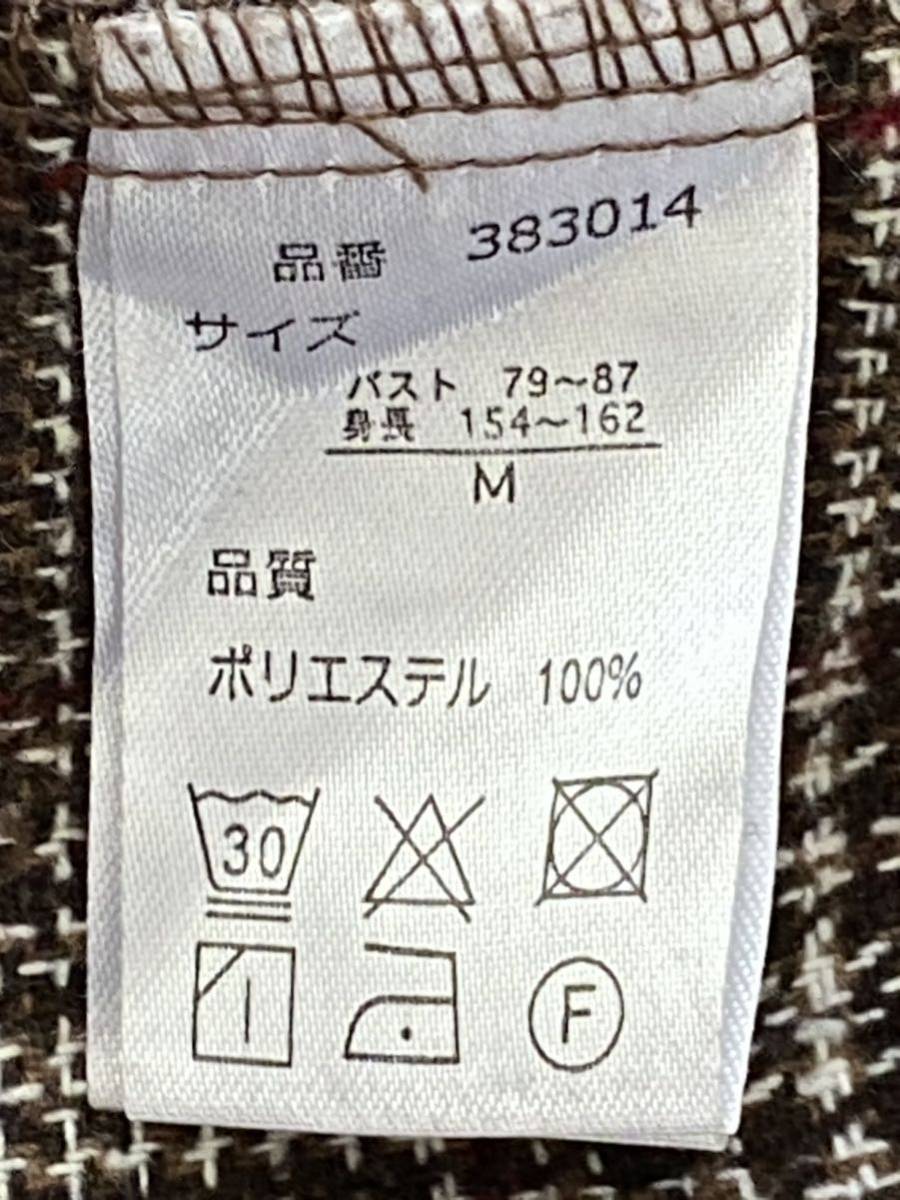 品番 383014
サイズ
バスト 79~87
身長 154~162
M
品質
ポリエステル 100%
30
F